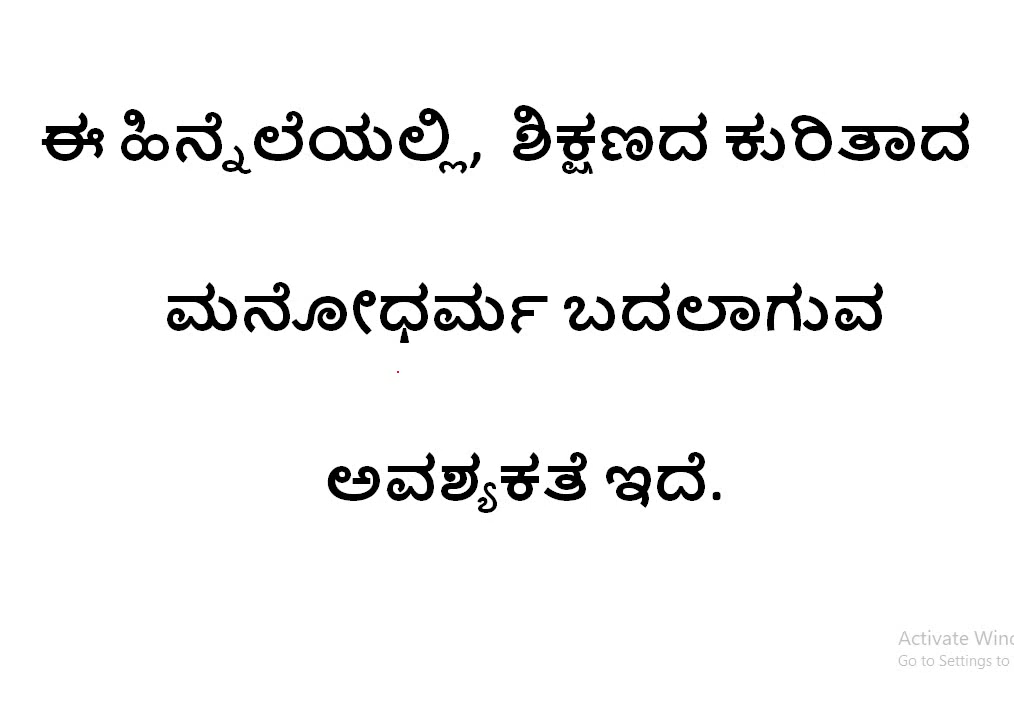 ಈ ಹಿನ್ನೆಲೆಯಲ್ಲಿ, ಶಿಕ್ಷಣದ ಕುರಿತಾದ
ಮನೋಧರ್ಮ ಬದಲಾಗುವ
ಅವಶ್ಯಕತೆ ಇದೆ.
Activate Wind
Go to Settings to